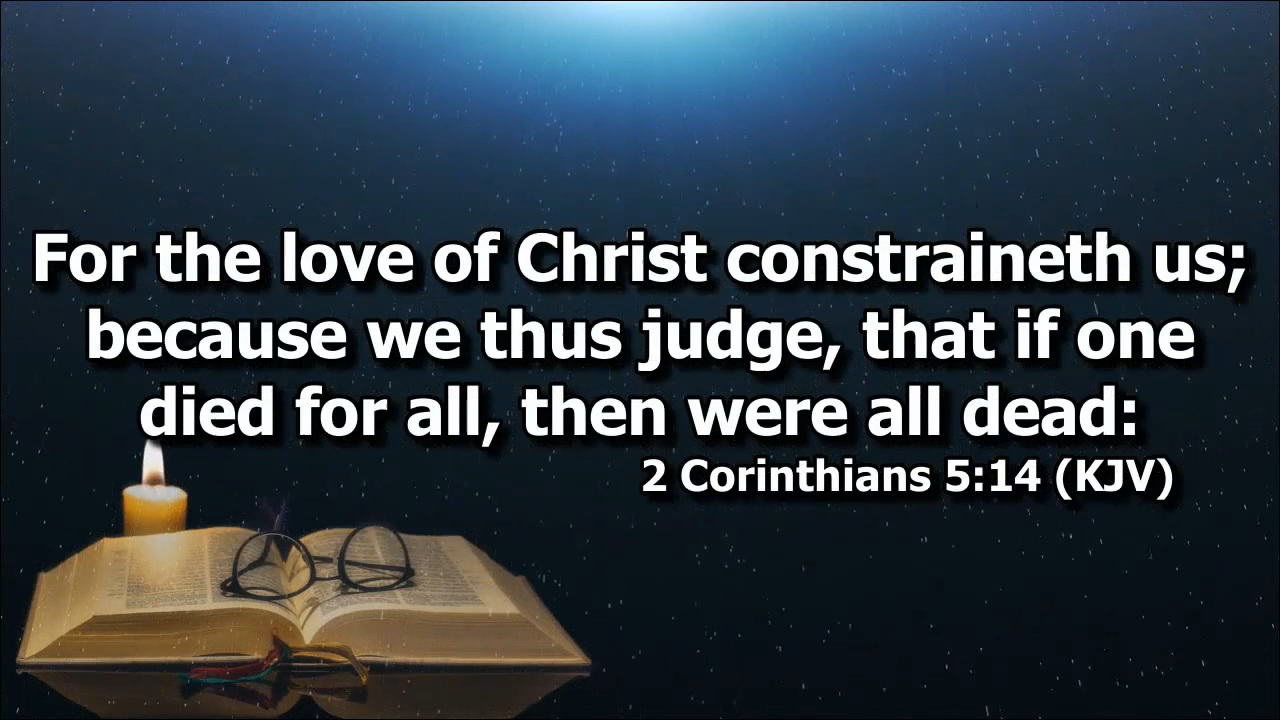 For the love of Christ constraineth us;
because we thus judge, that if one
died for all, then were all dead:
2 Corinthians 5:14 (KJV)